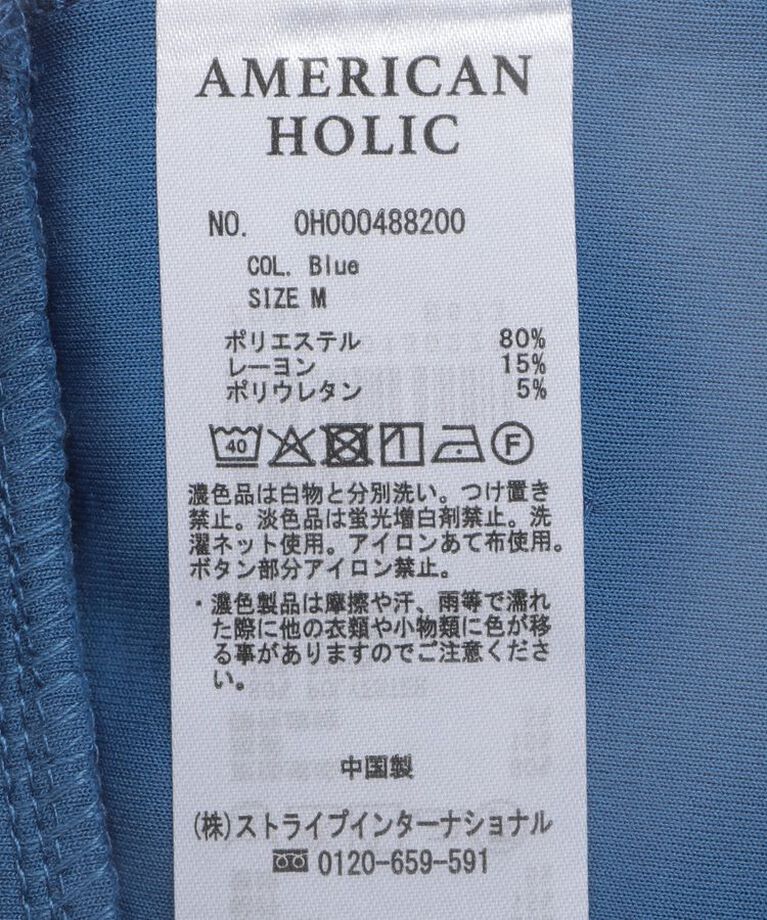 AMERICAN
HOLIC
NO. OH000488200
COL. Blue
SIZE M
ポリエステル 80%
レーヨン 15%
ポリウレタン 5%
40 F
濃色品は白物と分別洗い。つけ置き
禁止。淡色品は蛍光増白剤禁止。洗
濯ネット使用。アイロンあて布使用。
ボタン部分アイロン禁止。
・濃色製品は摩擦や汗、雨等で濡れ
た際に他の衣類や小物類に色が移
る事がありますのでご注意くださ
い。
中国製
(株)ストライプインターナショナル
0120-659-591